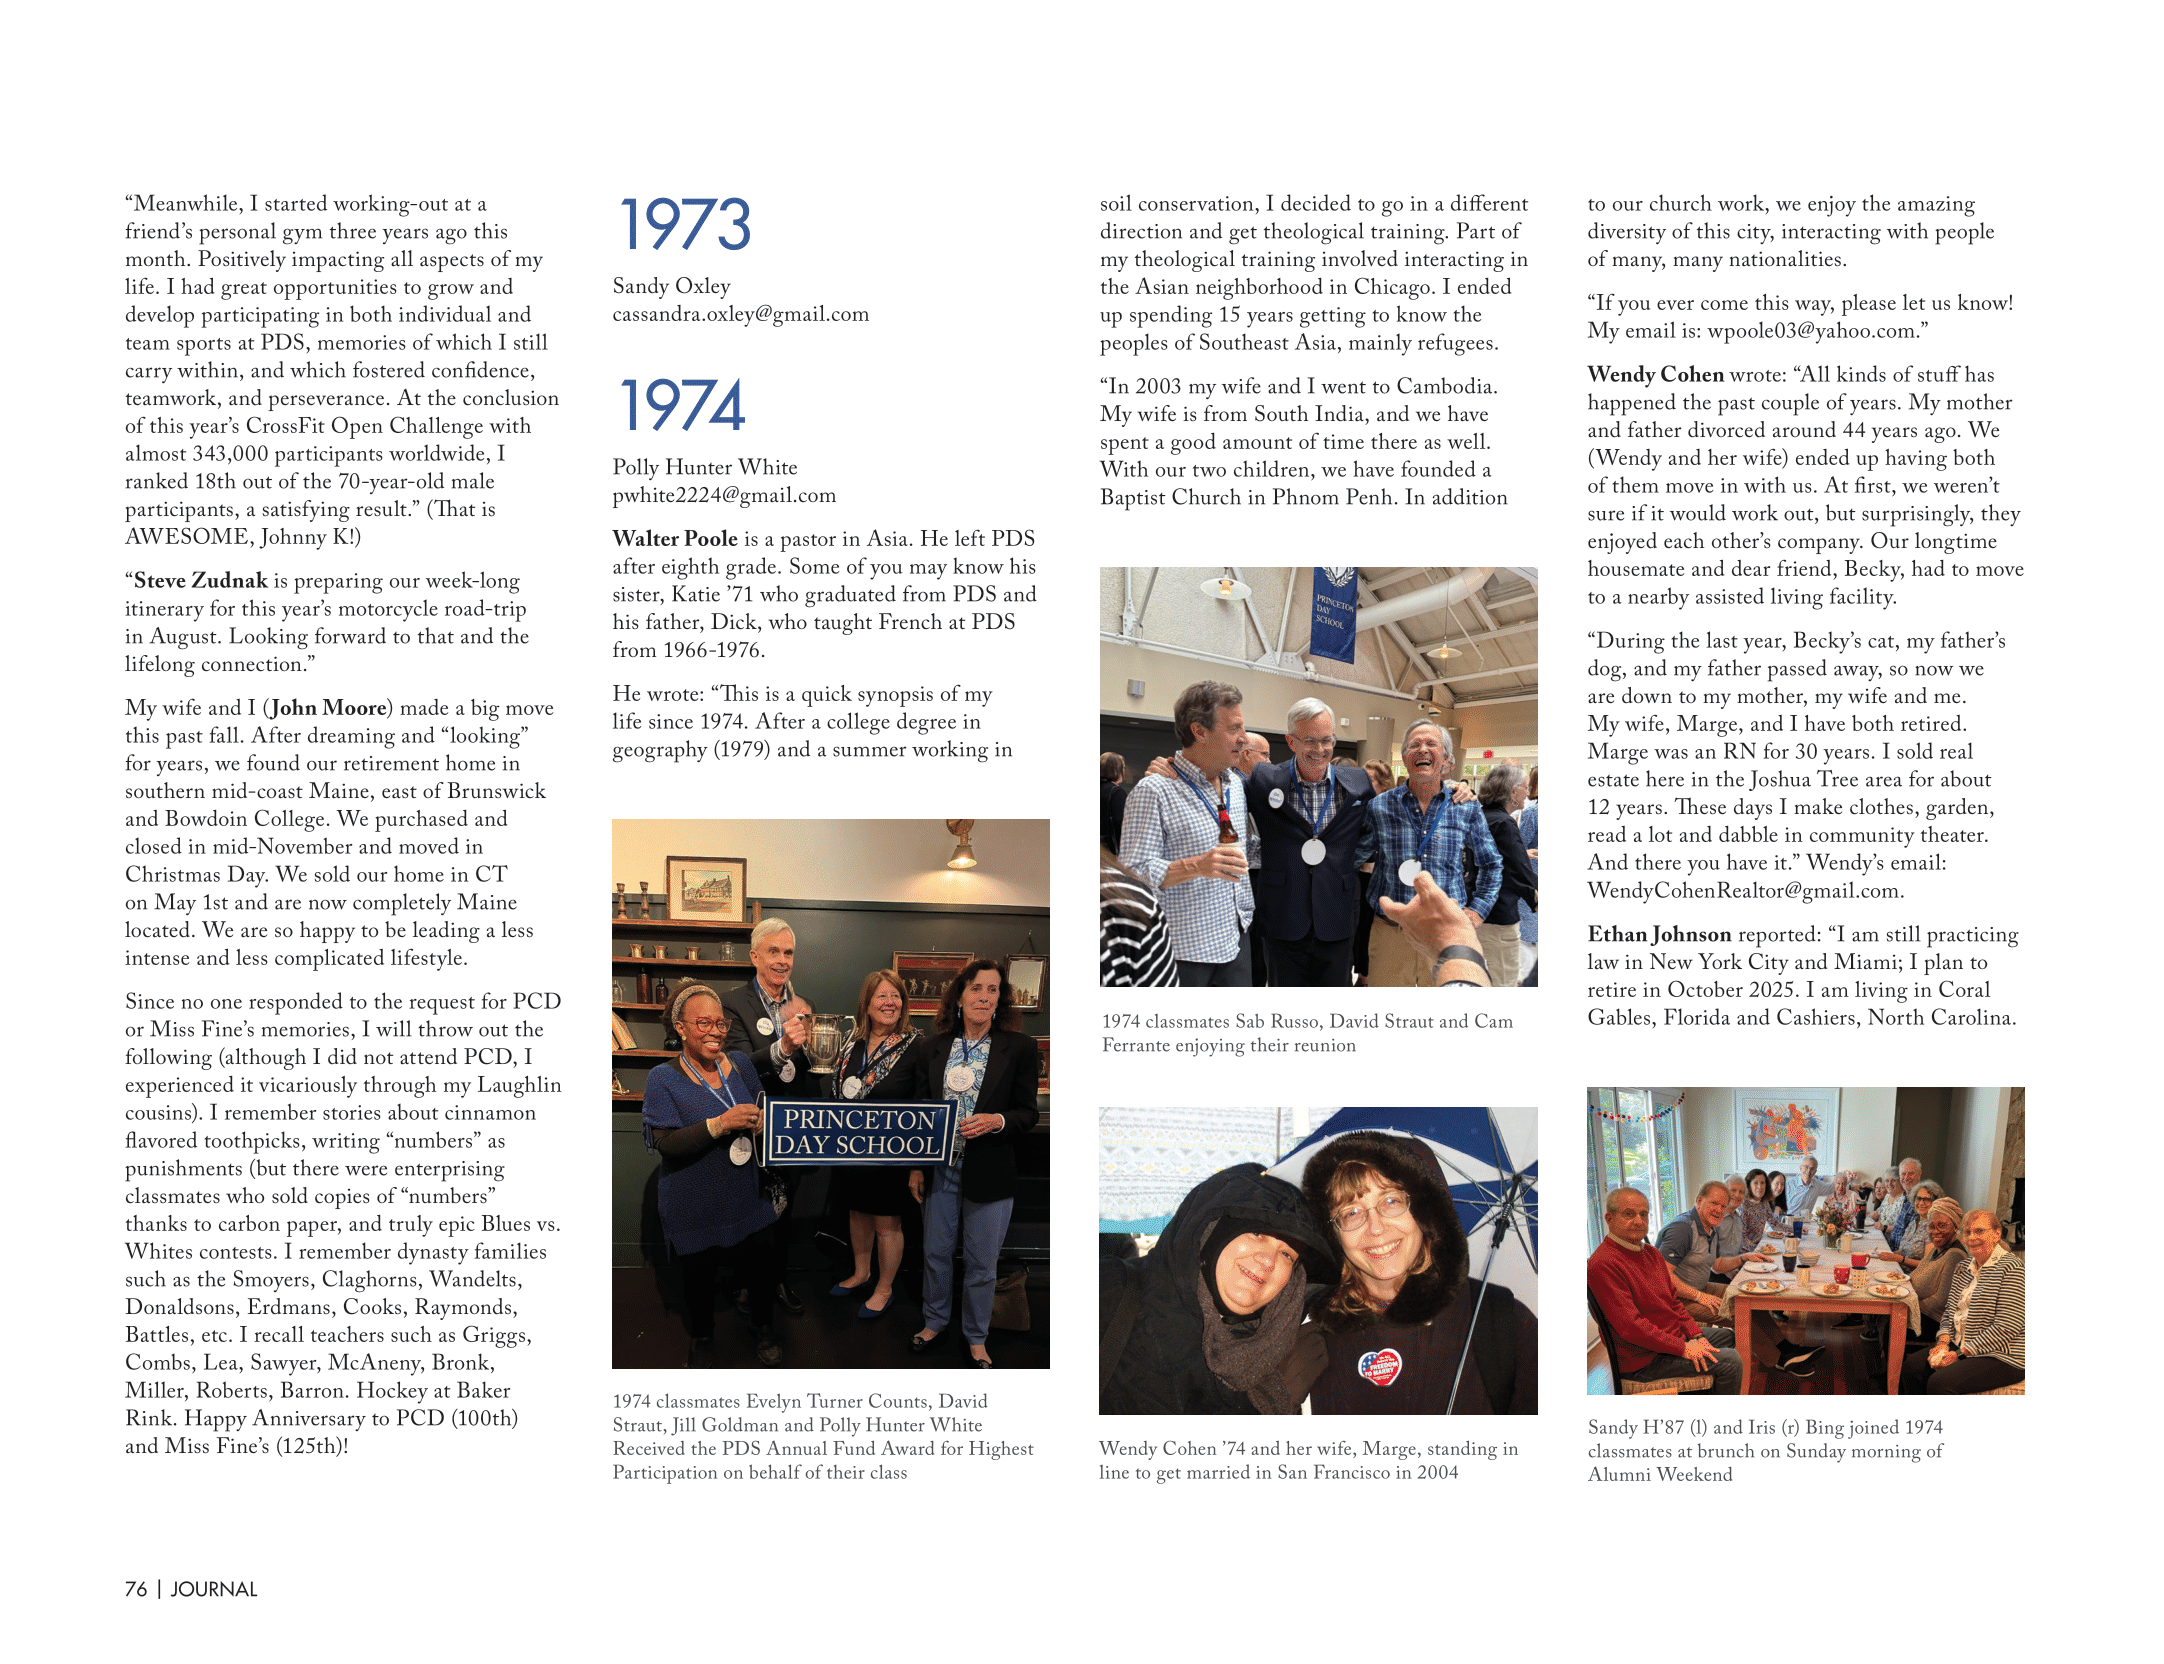 “Meanwhile, I started working-out at a
friend’s personal gym three years ago this
month. Positively impacting all aspects of my
life. I had great opportunities to grow and
develop participating in both individual and
team sports at PDS, memories of which I still
carry within, and which fostered confidence,
teamwork, and perseverance. At the conclusion
of this year’s CrossFit Open Challenge with
almost 343,000 participants worldwide, I
ranked 18th out of the 70-year-old male
participants, a satisfying result.” (That is
AWESOME, Johnny K!)
“Steve Zudnak is preparing our week-long
itinerary for this year’s motorcycle road-trip
in August. Looking forward to that and the
lifelong connection.”
My wife and I (John Moore) made a big move
this past fall. After dreaming and “looking”
for years, we found our retirement home in
southern mid-coast Maine, east of Brunswick
and Bowdoin College. We purchased and
closed in mid-November and moved in
Christmas Day. We sold our home in CT
on May 1st and are now completely Maine
located. We are so happy to be leading a less
intense and less complicated lifestyle.
Since no one responded to the request for PCD
or Miss Fine’s memories, I will throw out the
following (although I did not attend PCD, I
experienced it vicariously through my Laughlin
cousins). I remember stories about cinnamon
flavored toothpicks, writing “numbers” as
punishments (but there were enterprising
classmates who sold copies of “numbers”
thanks to carbon paper, and truly epic Blues vs.
Whites contests. I remember dynasty families
such as the Smoyers, Claghorns, Wandelts,
Donaldsons, Erdmans, Cooks, Raymonds,
Battles, etc. I recall teachers such as Griggs,
Combs, Lea, Sawyer, McAneny, Bronk,
Miller, Roberts, Barron. Hockey at Baker
Rink. Happy Anniversary to PCD (100th)
and Miss Fine’s (125th)!
1973
Sandy Oxley
cassandra.oxley@gmail.com
1974
Polly Hunter White
pwhite2224@gmail.com
Walter Poole is a pastor in Asia. He left PDS
after eighth grade. Some of you may know his
sister, Katie ’71 who graduated from PDS and
his father, Dick, who taught French at PDS
from 1966-1976.
He wrote: “This is a quick synopsis of my
life since 1974. After a college degree in
geography (1979) and a summer working in
PRINCETON
DAY SCHOOL
1974 classmates Evelyn Turner Counts, David
Straut, Jill Goldman and Polly Hunter White
Received the PDS Annual Fund Award for Highest
Participation on behalf of their class
soil conservation, I decided to go in a different
direction and get theological training. Part of
my theological training involved interacting in
the Asian neighborhood in Chicago. I ended
up spending 15 years getting to know the
peoples of Southeast Asia, mainly refugees.
“In 2003 my wife and I went to Cambodia.
My wife is from South India, and we have
spent a good amount of time there as well.
With our two children, we have founded a
Baptist Church in Phnom Penh. In addition
PRINCETON
DAY
SCHOOL
1974 classmates Sab Russo, David Straut and Cam
Ferrante enjoying their reunion
FREEDOM
TO MARRY
Wendy Cohen ’74 and her wife, Marge, standing in
line to get married in San Francisco in 2004
to our church work, we enjoy the amazing
diversity of this city, interacting with people
of many, many nationalities.
“If you ever come this way, please let us know!
My email is: wpoole03@yahoo.com.”
Wendy Cohen wrote: “All kinds of stuff has
happened the past couple of years. My mother
and father divorced around 44 years ago. We
(Wendy and her wife) ended up having both
of them move in with us. At first, we weren’t
sure if it would work out, but surprisingly, they
enjoyed each other’s company. Our longtime
housemate and dear friend, Becky, had to move
to a nearby assisted living facility.
“During the last year, Becky’s cat, my father’s
dog, and my father passed away, so now we
are down to my mother, my wife and me.
My wife, Marge, and I have both retired.
Marge was an RN for 30 years. I sold real
estate here in the Joshua Tree area for about
12 years. These days I make clothes, garden,
read a lot and dabble in community theater.
And there you have it.” Wendy’s email:
WendyCohenRealtor@gmail.com.
Ethan Johnson reported: “I am still practicing
law in New York City and Miami; I plan to
retire in October 2025. I am living in Coral
Gables, Florida and Cashiers, North Carolina.
Sandy H’87 (l) and Iris (r) Bing joined 1974
classmates at brunch on Sunday morning of
Alumni Weekend
76 | JOURNAL